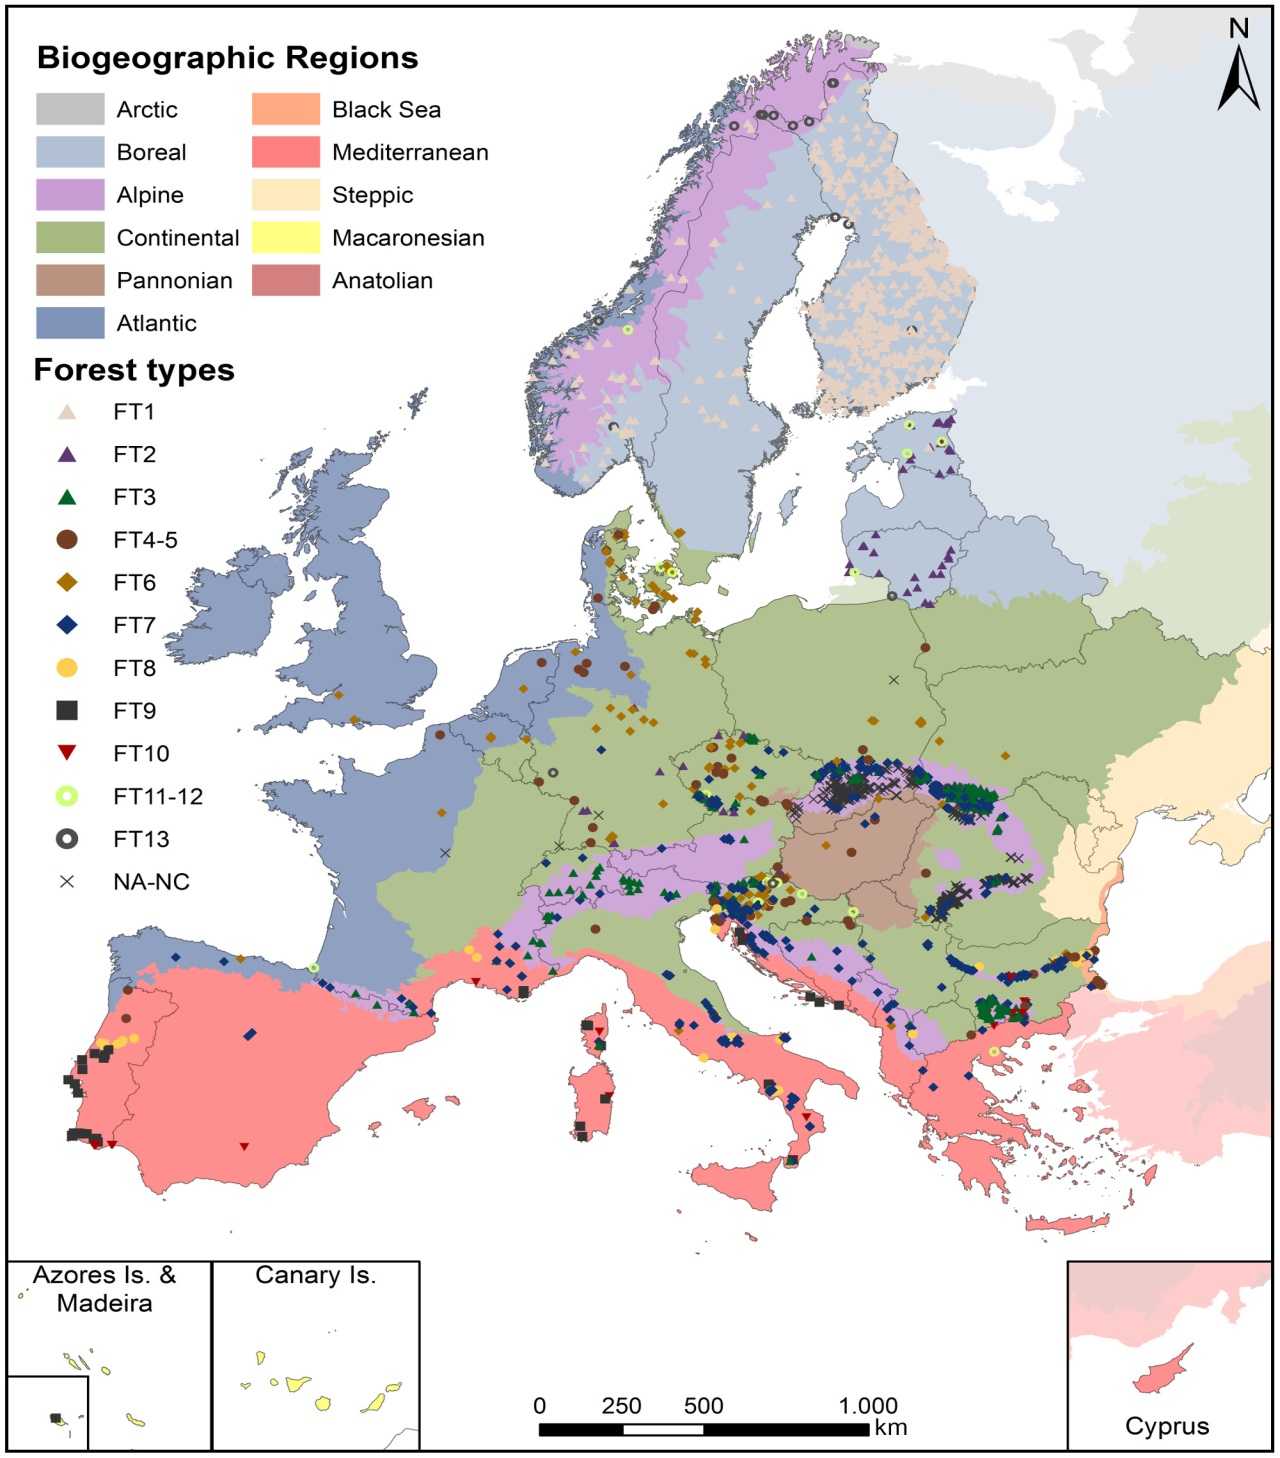 N
Biogeographic Regions
Arctic
Boreal
Alpine
Continental
Pannonian
Atlantic
Black Sea
Mediterranean
Steppic
Macaronesian
Anatolian
Forest types
FT1
FT2
FT3
FT4-5
FT6
FT7
FT8
FT9
FT10
FT11-12
FT13
NA-NC
Azores Is. &
Madeira
Canary Is.
0 250 500 1.000
km
Cyprus